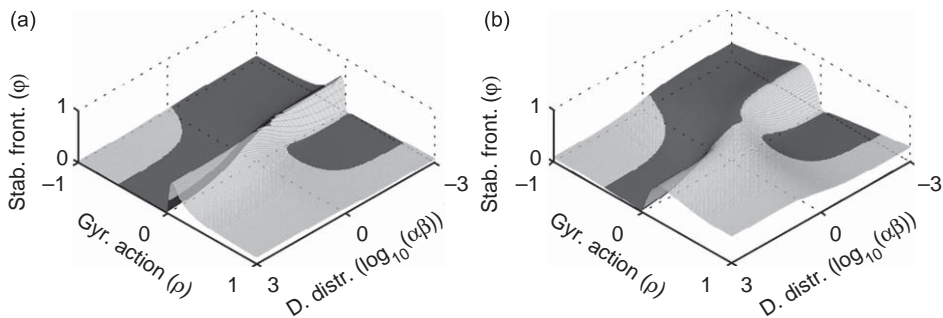 (a)
Stab. front. (φ)
1
0
–1
0
1
Gyr. action (ρ)
3
0
–3
D. distr. (log10(αβ))
(b)
Stab. front. (φ)
1
0
–1
0
1
Gyr. action (ρ)
3
0
–3
D. distr. (log10(αβ))